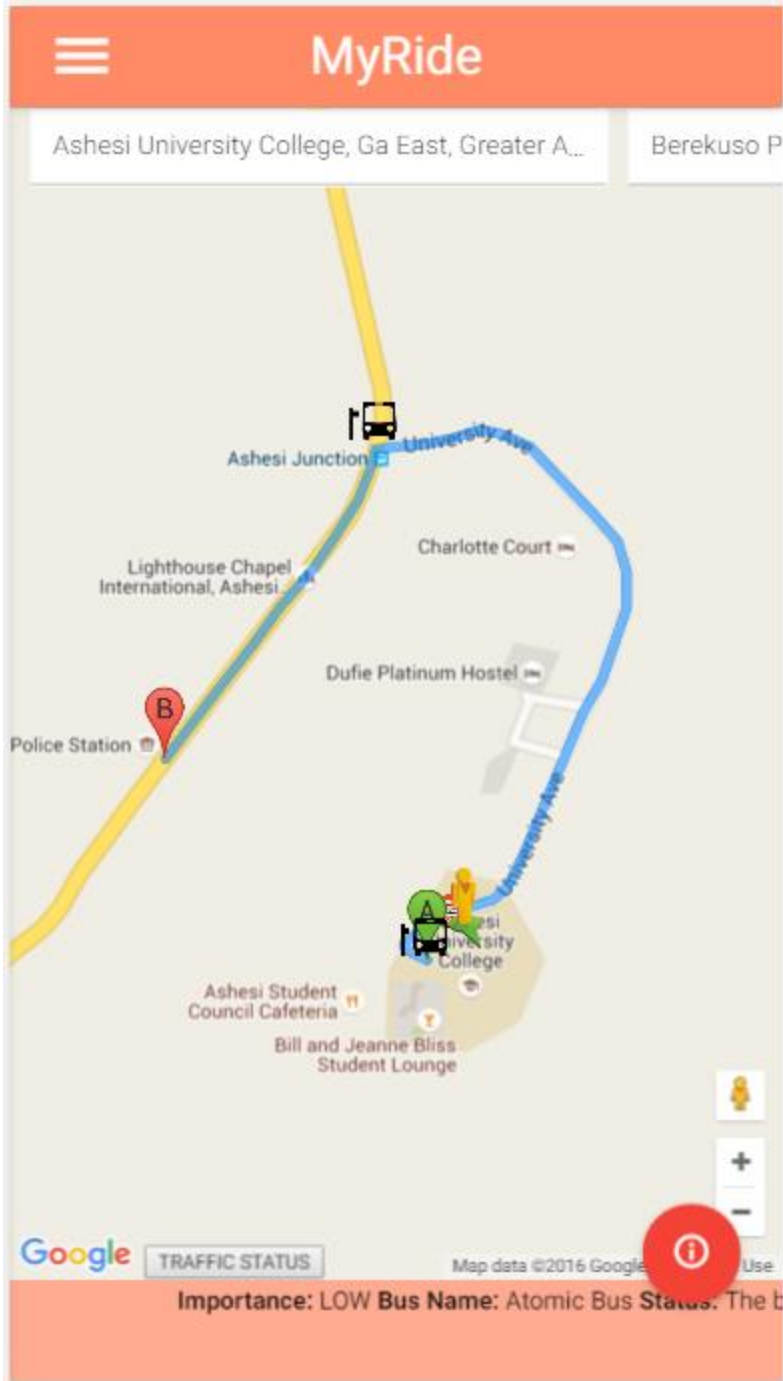 MyRide
Ashesi University College, Ga East, Greater A...
Berekuso P
University Ave
Ashesi Junction
Charlotte Court
Lighthouse Chapel
International, Ashesi...
Dufie Platinum Hostel
B
Police Station
University Ave
A
College
Ashesi Student
Council Cafeteria
Bill and Jeanne Bliss
Student Lounge
+
−
Google
TRAFFIC STATUS
Map data ©2016 Google
Use
Importance: LOW Bus Name: Atomic Bus Status: The b